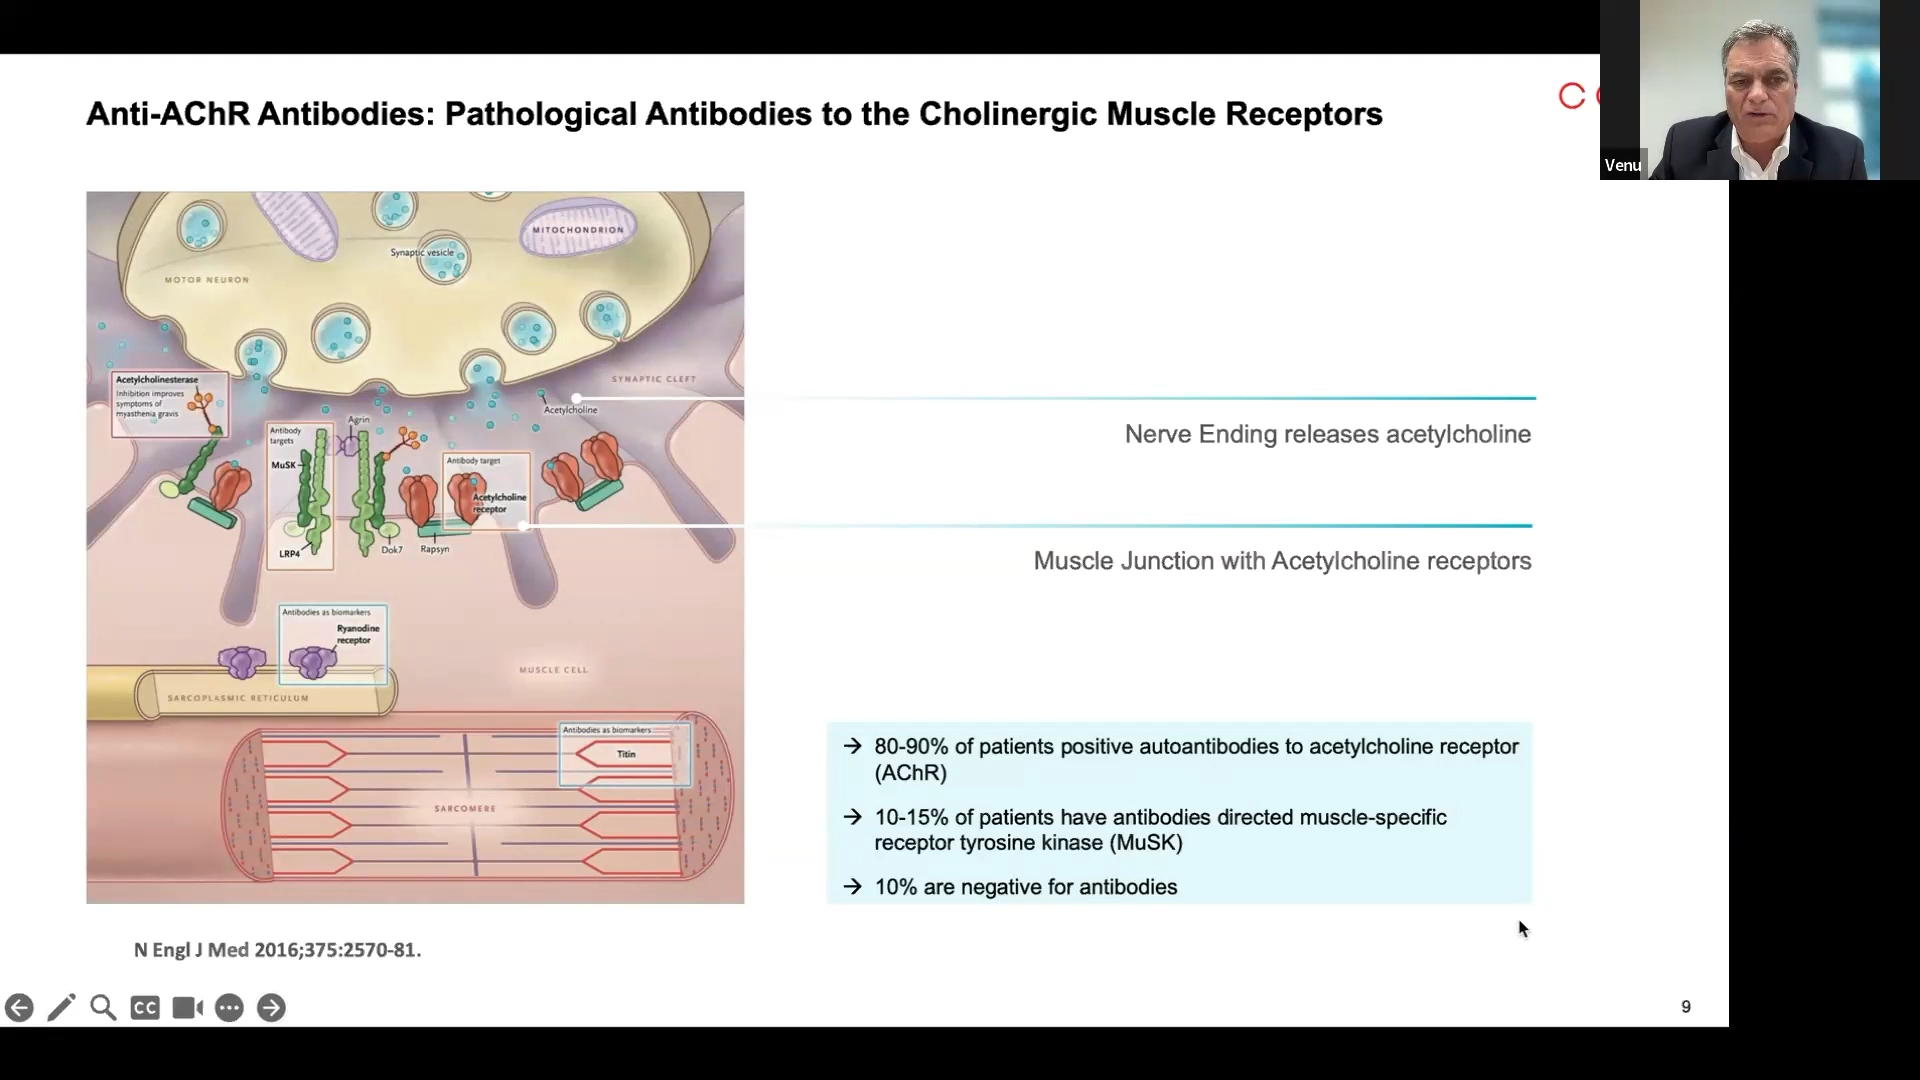 Anti-AChR Antibodies: Pathological Antibodies to the Cholinergic Muscle Receptors
Venu
MITOCHONDRION
Synaptic vesicle
MOTOR NEURON
SYNAPTIC CLEFT
Acetylcholinesterase
Inhibition improves
symptoms of
myasthenia gravis
Acetylcholine
Agrin
Antibody
targets
MuSK
LRP4
Dok7
Rapsyn
Antibody target
Acetylcholine
receptor
Nerve Ending releases acetylcholine
Muscle Junction with Acetylcholine receptors
Antibodies as biomarkers
Ryanodine
receptor
MUSCLE CELL
SARCOPLASMIC RETICULUM
Antibodies as biomarkers
Titin
SARCOMERE
→ 80-90% of patients positive autoantibodies to acetylcholine receptor
(AChR)
→ 10-15% of patients have antibodies directed muscle-specific
receptor tyrosine kinase (MuSK)
→ 10% are negative for antibodies
N Engl J Med 2016;375:2570-81.
CC
9